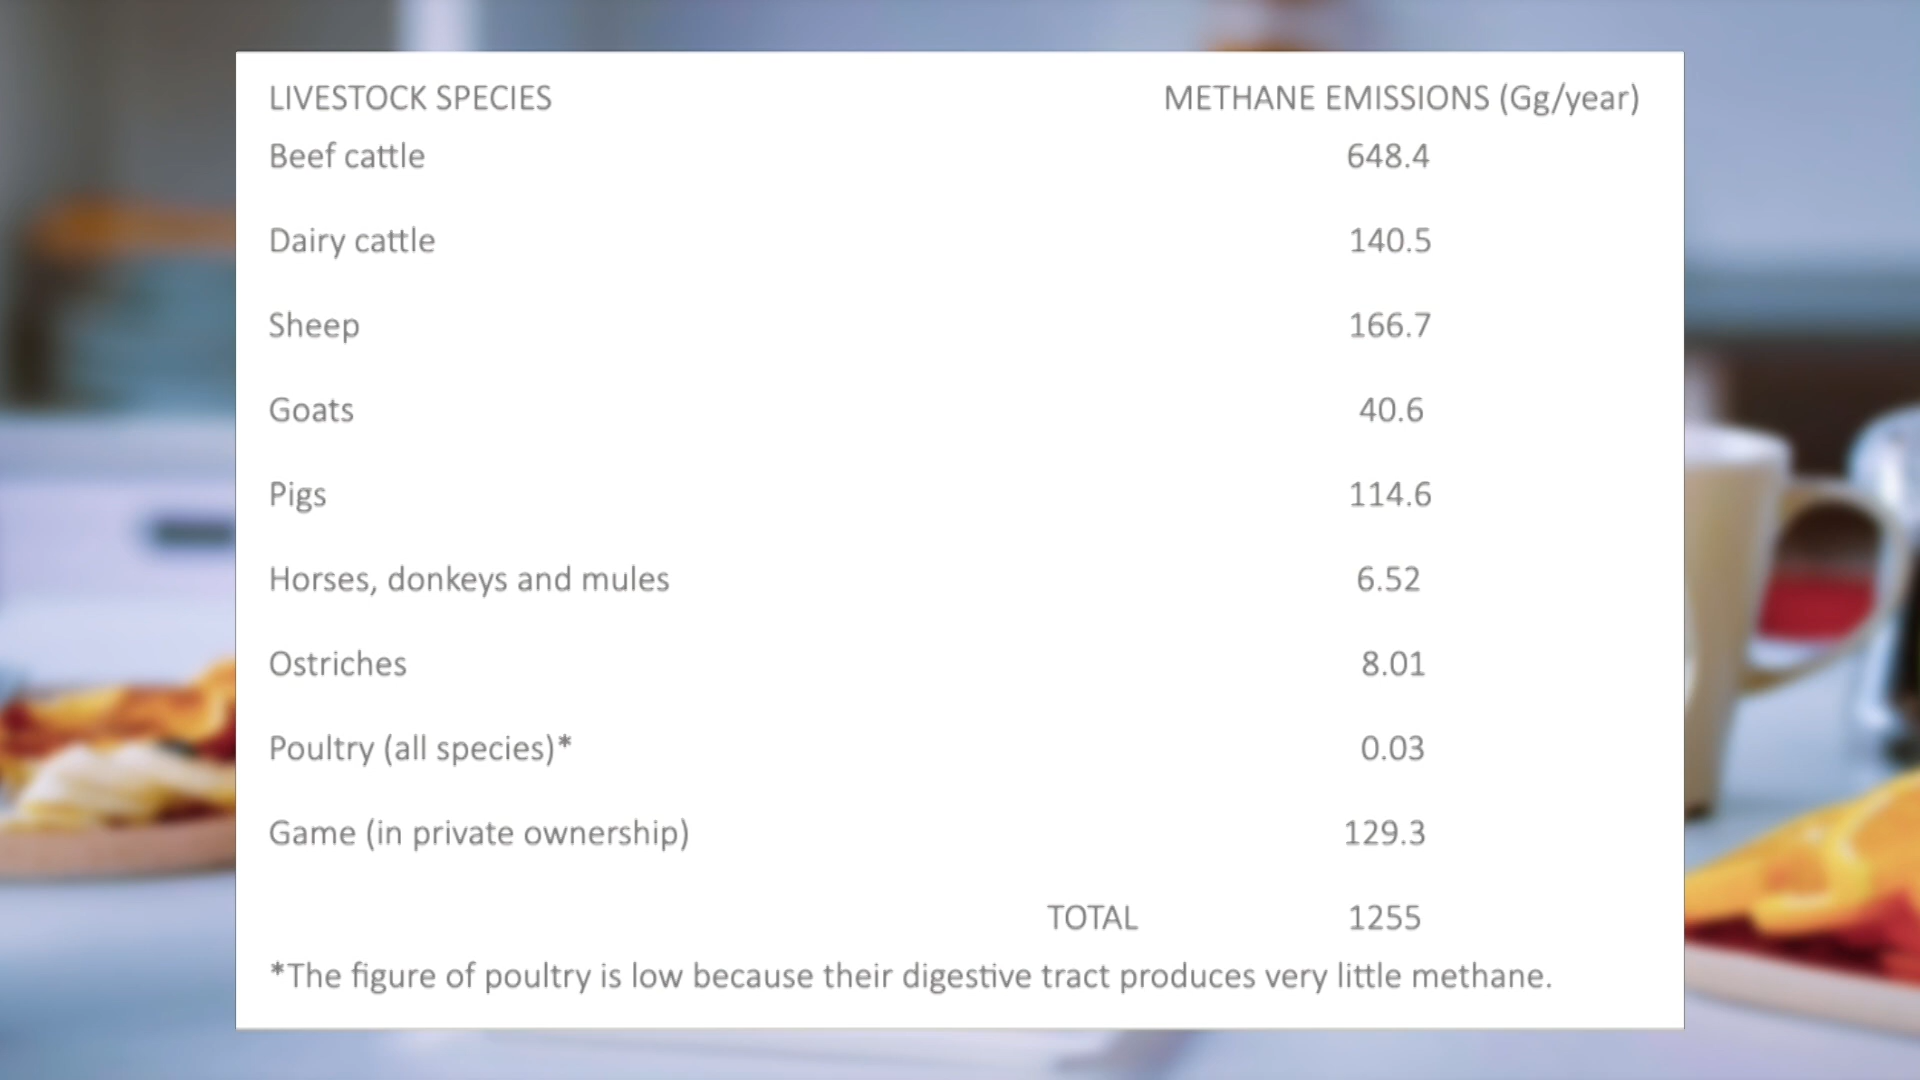 LIVESTOCK SPECIES METHANE EMISSIONS (Gg/year)
Beef cattle 648.4
Dairy cattle 140.5
Sheep 166.7
Goats 40.6
Pigs 114.6
Horses, donkeys and mules 6.52
Ostriches 8.01
Poultry (all species)* 0.03
Game (in private ownership) 129.3
TOTAL 1255
*The figure of poultry is low because their digestive tract produces very little methane.